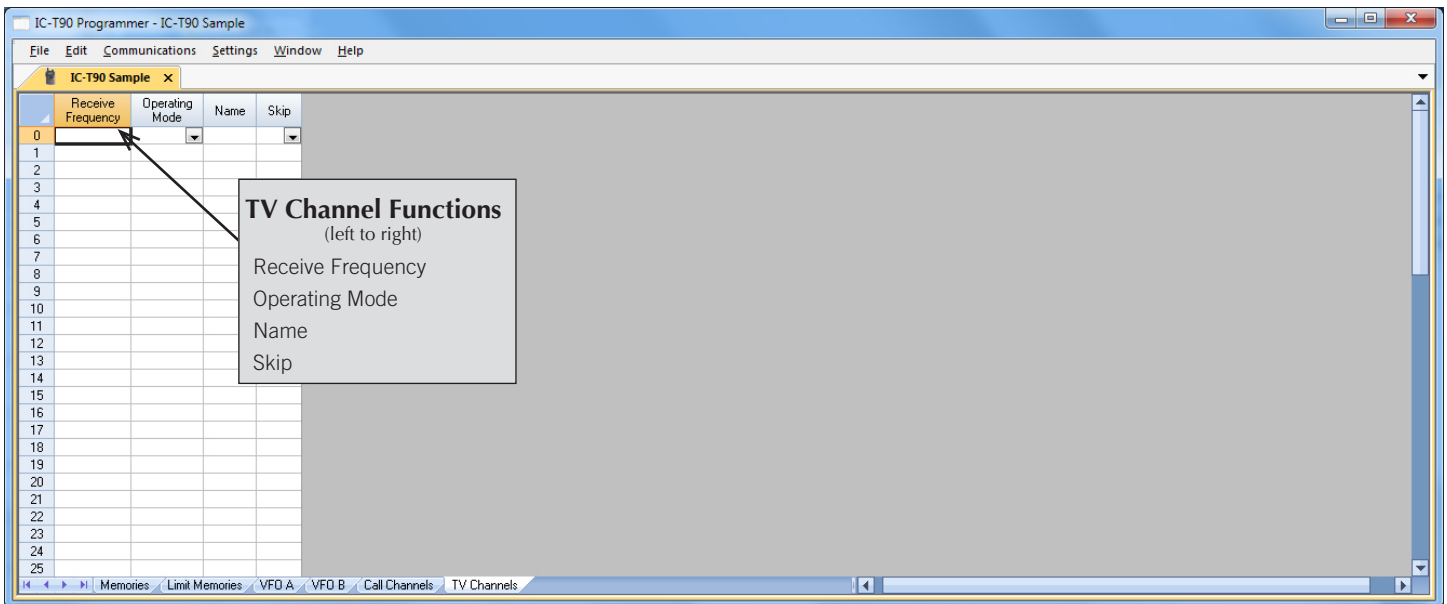 IC-T90 Programmer - IC-T90 Sample
File Edit Communications Settings Window Help
IC-T90 Sample X
Receive Frequency Operating Mode Name Skip
0
1
2
3
4
5
6
7
8
9
10
11
12
13
14
15
16
17
18
19
20
21
22
23
24
25
TV Channel Functions
(left to right)
Receive Frequency
Operating Mode
Name
Skip
Memories Limit Memories VFO A VFO B Call Channels TV Channels